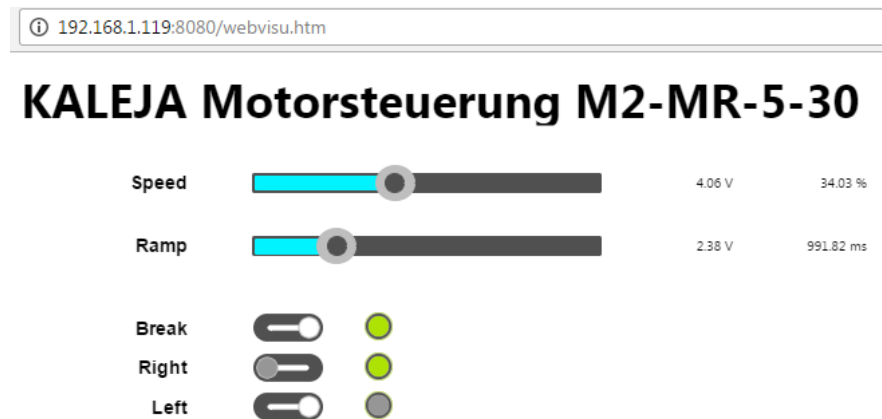 192.168.1.119:8080/webvisu.htm
KALEJA Motorsteuerung M2-MR-5-30
Speed 4.06 V 34.03 %
Ramp 2.38 V 991.82 ms
Break
Right
Left